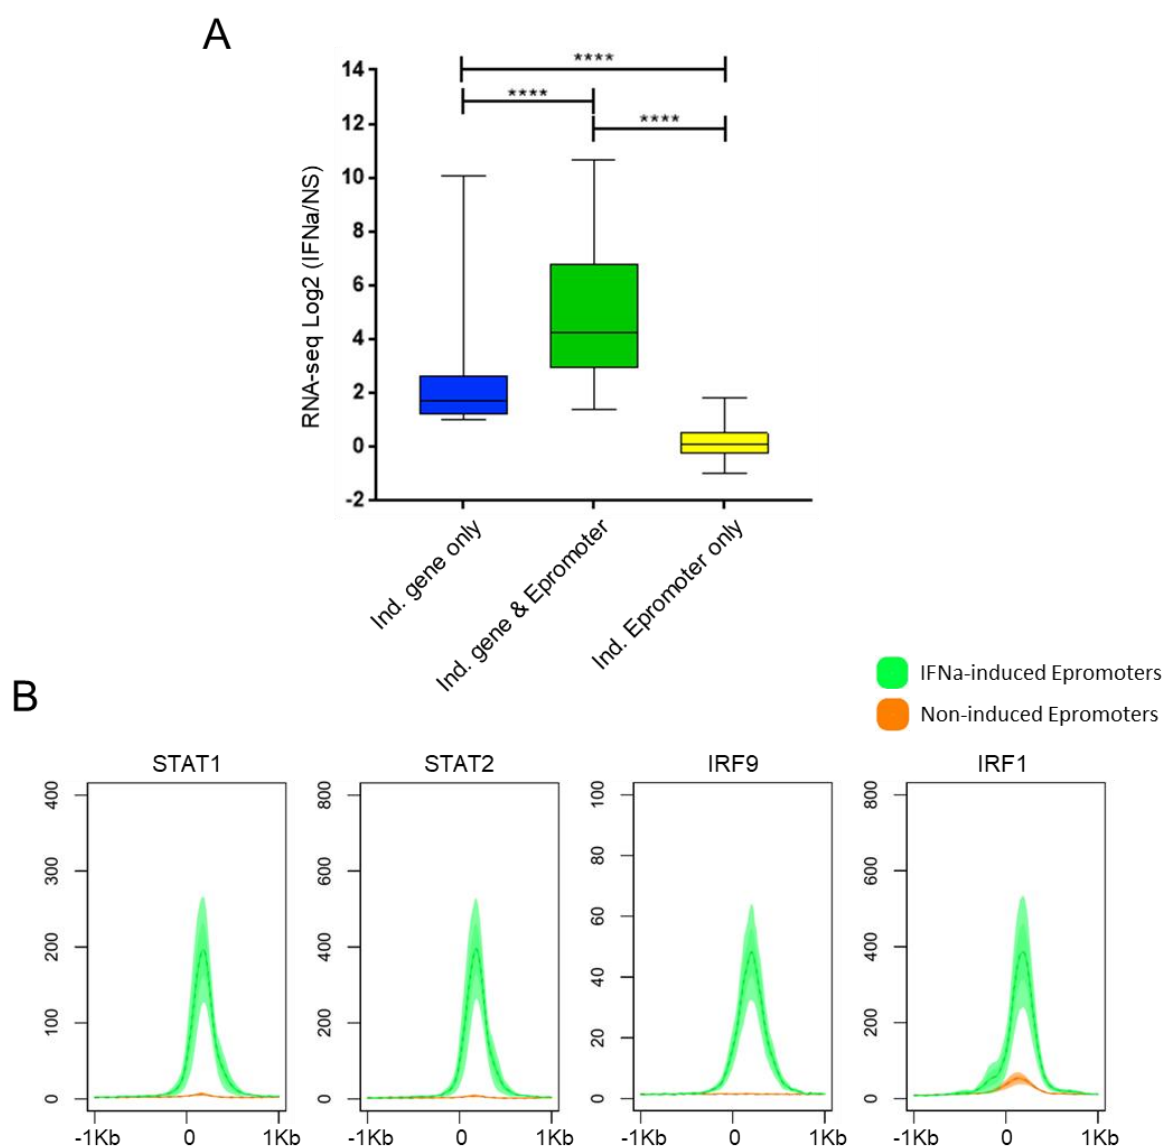 A
RNA-seq Log2 (IFNa/NS)
14
12
10
8
6
4
2
0
-2
****
****
****
Ind. gene only
Ind. gene & Epromoter
Ind. Epromoter only
B
IFNa-induced Epromoters
Non-induced Epromoters
STAT1
400
300
200
100
0
-1Kb 0 1Kb
STAT2
800
600
400
200
0
-1Kb 0 1Kb
IRF9
100
80
60
40
20
0
-1Kb 0 1Kb
IRF1
800
600
400
200
0
-1Kb 0 1Kb